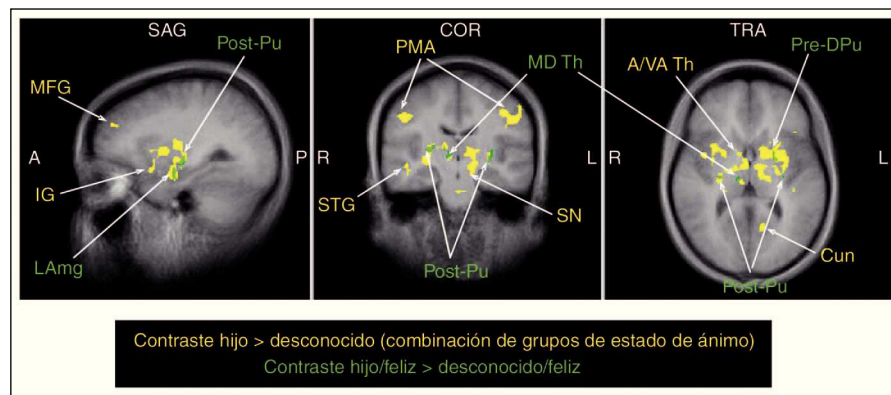 SAG
Post-Pu
MFG
A
P
IG
LAmg
COR
PMA
MD Th
R
L
STG
SN
Post-Pu
TRA
A/VA Th
Pre-DPu
R
L
Cun
Post-Pu
Contraste hijo > desconocido (combinación de grupos de estado de ánimo)
Contraste hijo/feliz > desconocido/feliz